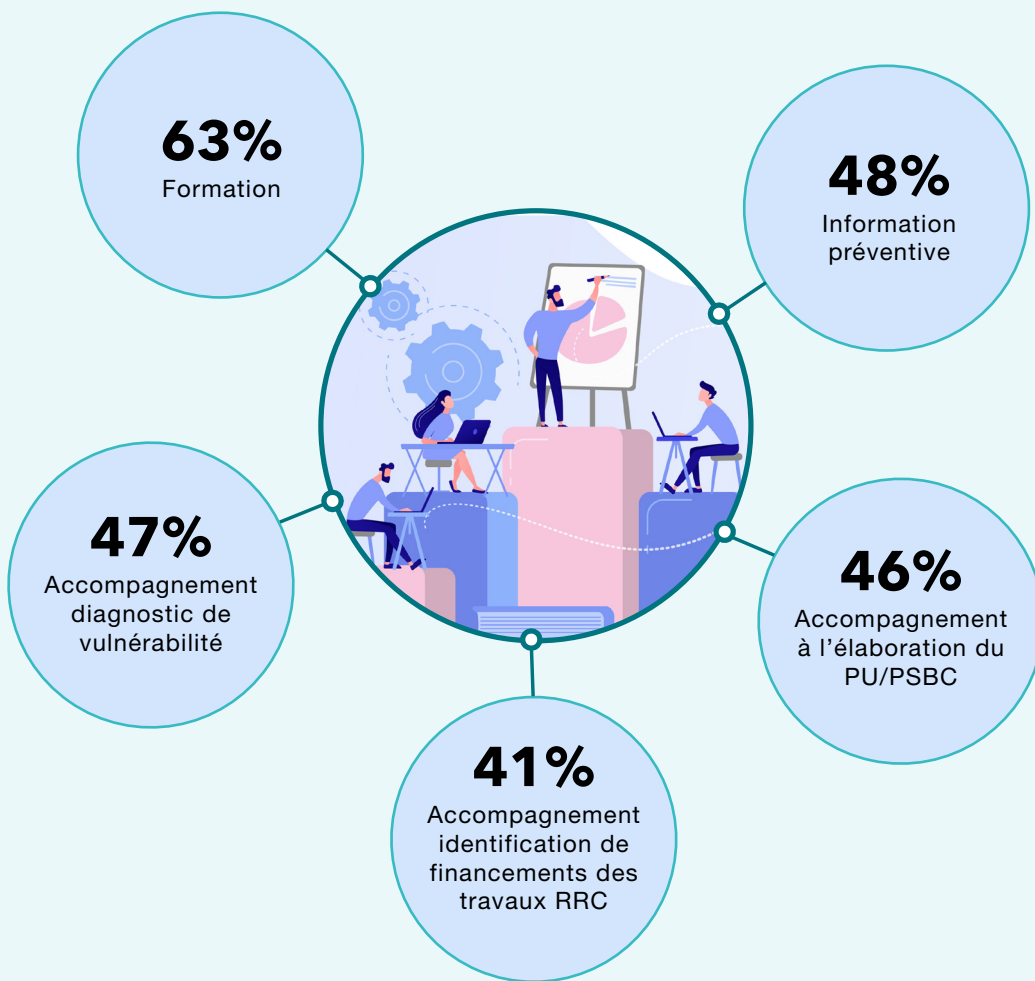 63%
Formation
48%
Information
préventive
47%
Accompagnement
diagnostic de
vulnérabilité
46%
Accompagnement
à l’élaboration du
PU/PSBC
41%
Accompagnement
identification de
financements des
travaux RRC